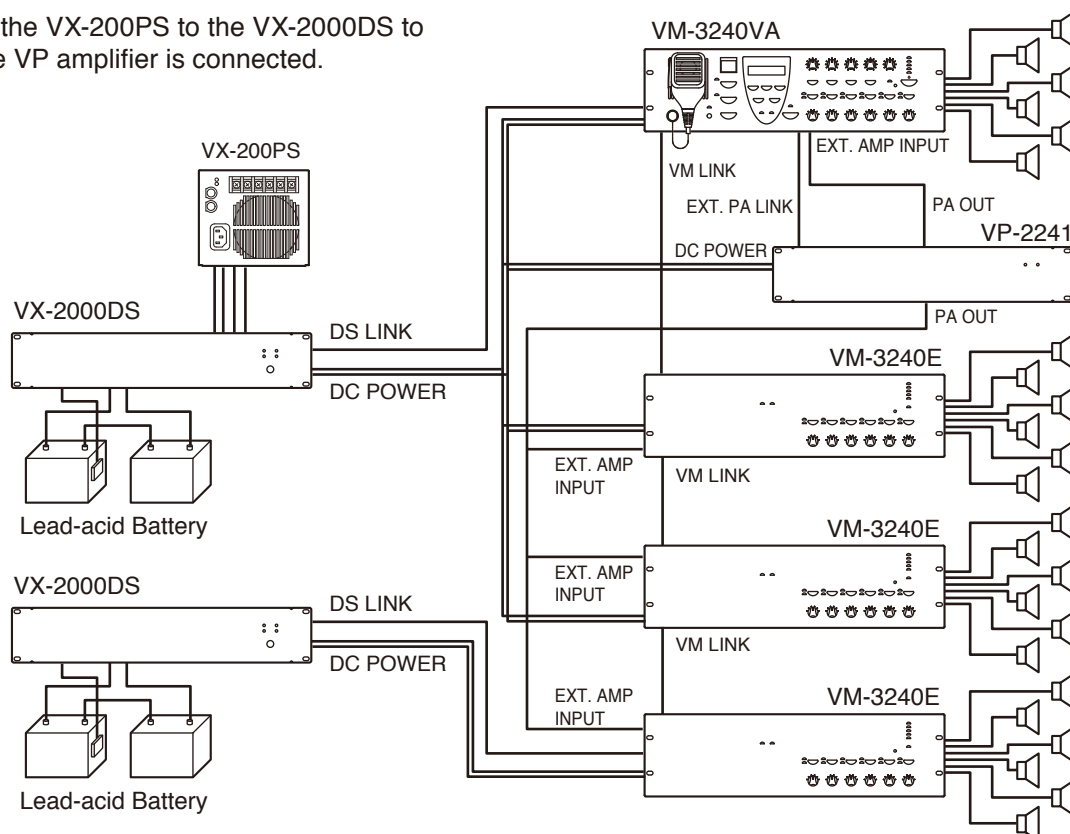 the VX-200PS to the VX-2000DS to
VP amplifier is connected.
VM-3240VA
VX-200PS
EXT. AMP INPUT
VM LINK
EXT. PA LINK
PA OUT
VP-2241
DC POWER
VX-2000DS
DS LINK
PA OUT
VM-3240E
DC POWER
EXT. AMP
INPUT
VM LINK
Lead-acid Battery
VM-3240E
VX-2000DS
EXT. AMP
INPUT
DS LINK
VM LINK
DC POWER
EXT. AMP
INPUT
VM-3240E
Lead-acid Battery